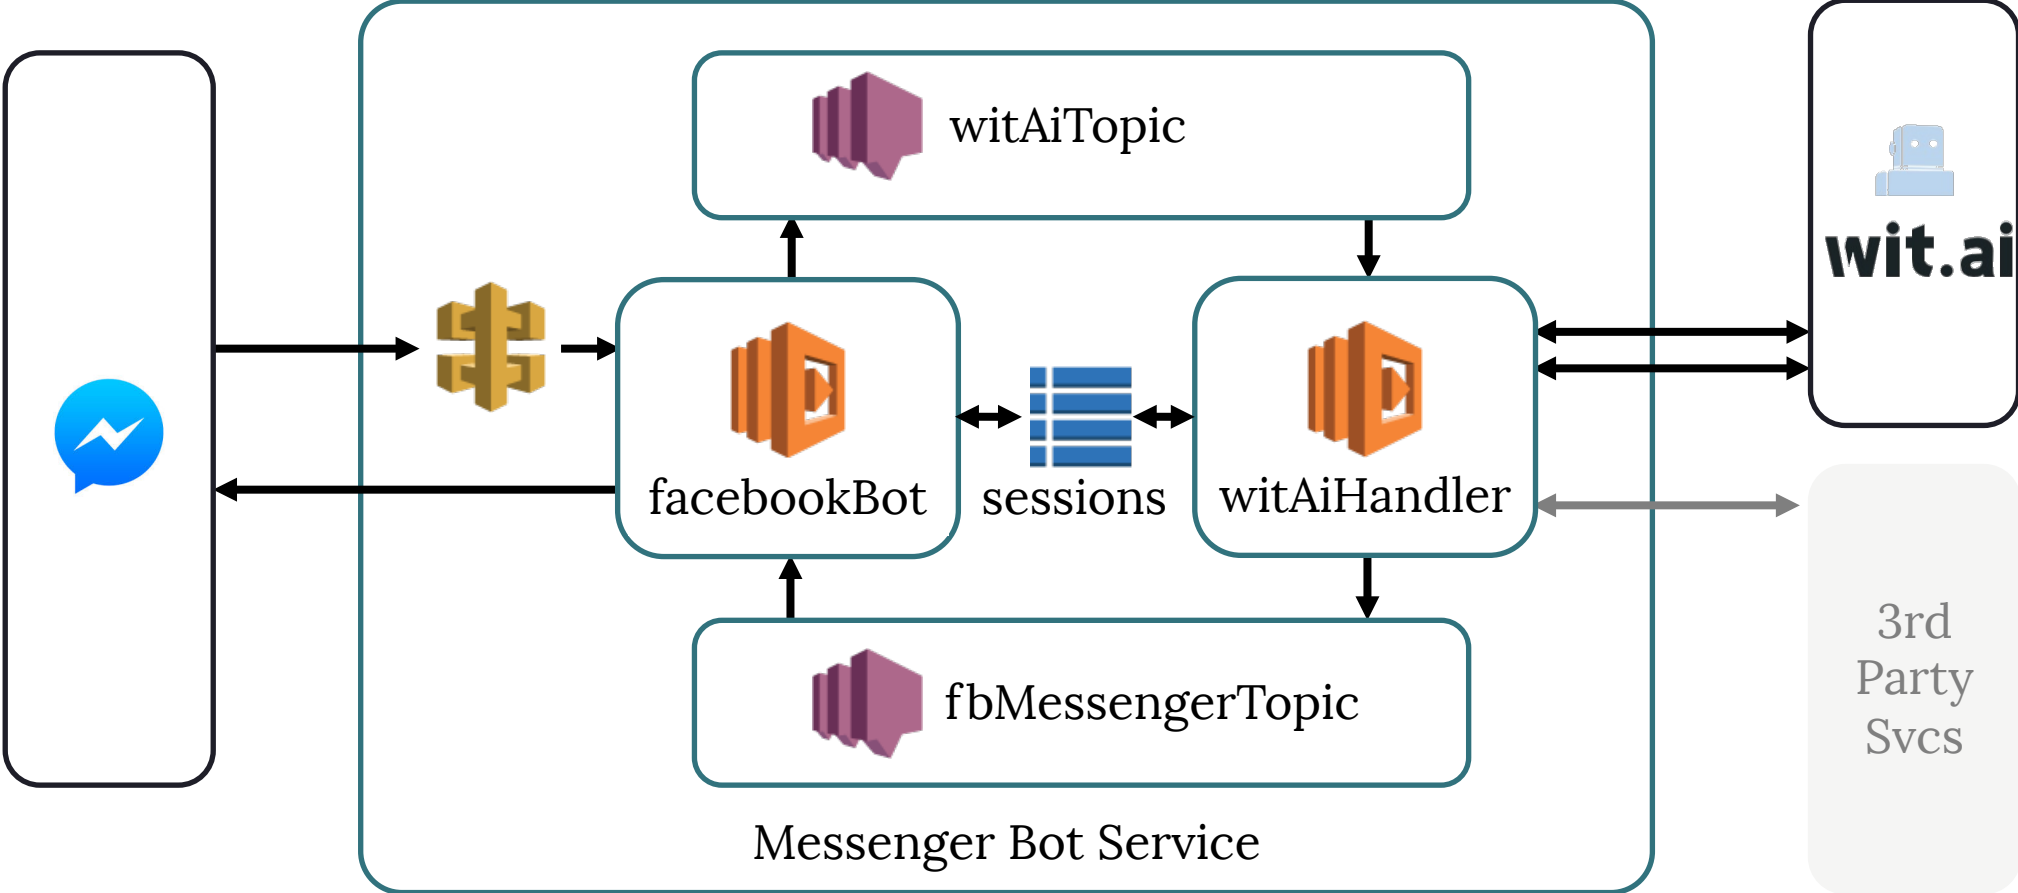 witAiTopic
wit.ai
facebookBot
sessions
witAiHandler
3rd
Party
Svcs
fbMessengerTopic
Messenger Bot Service